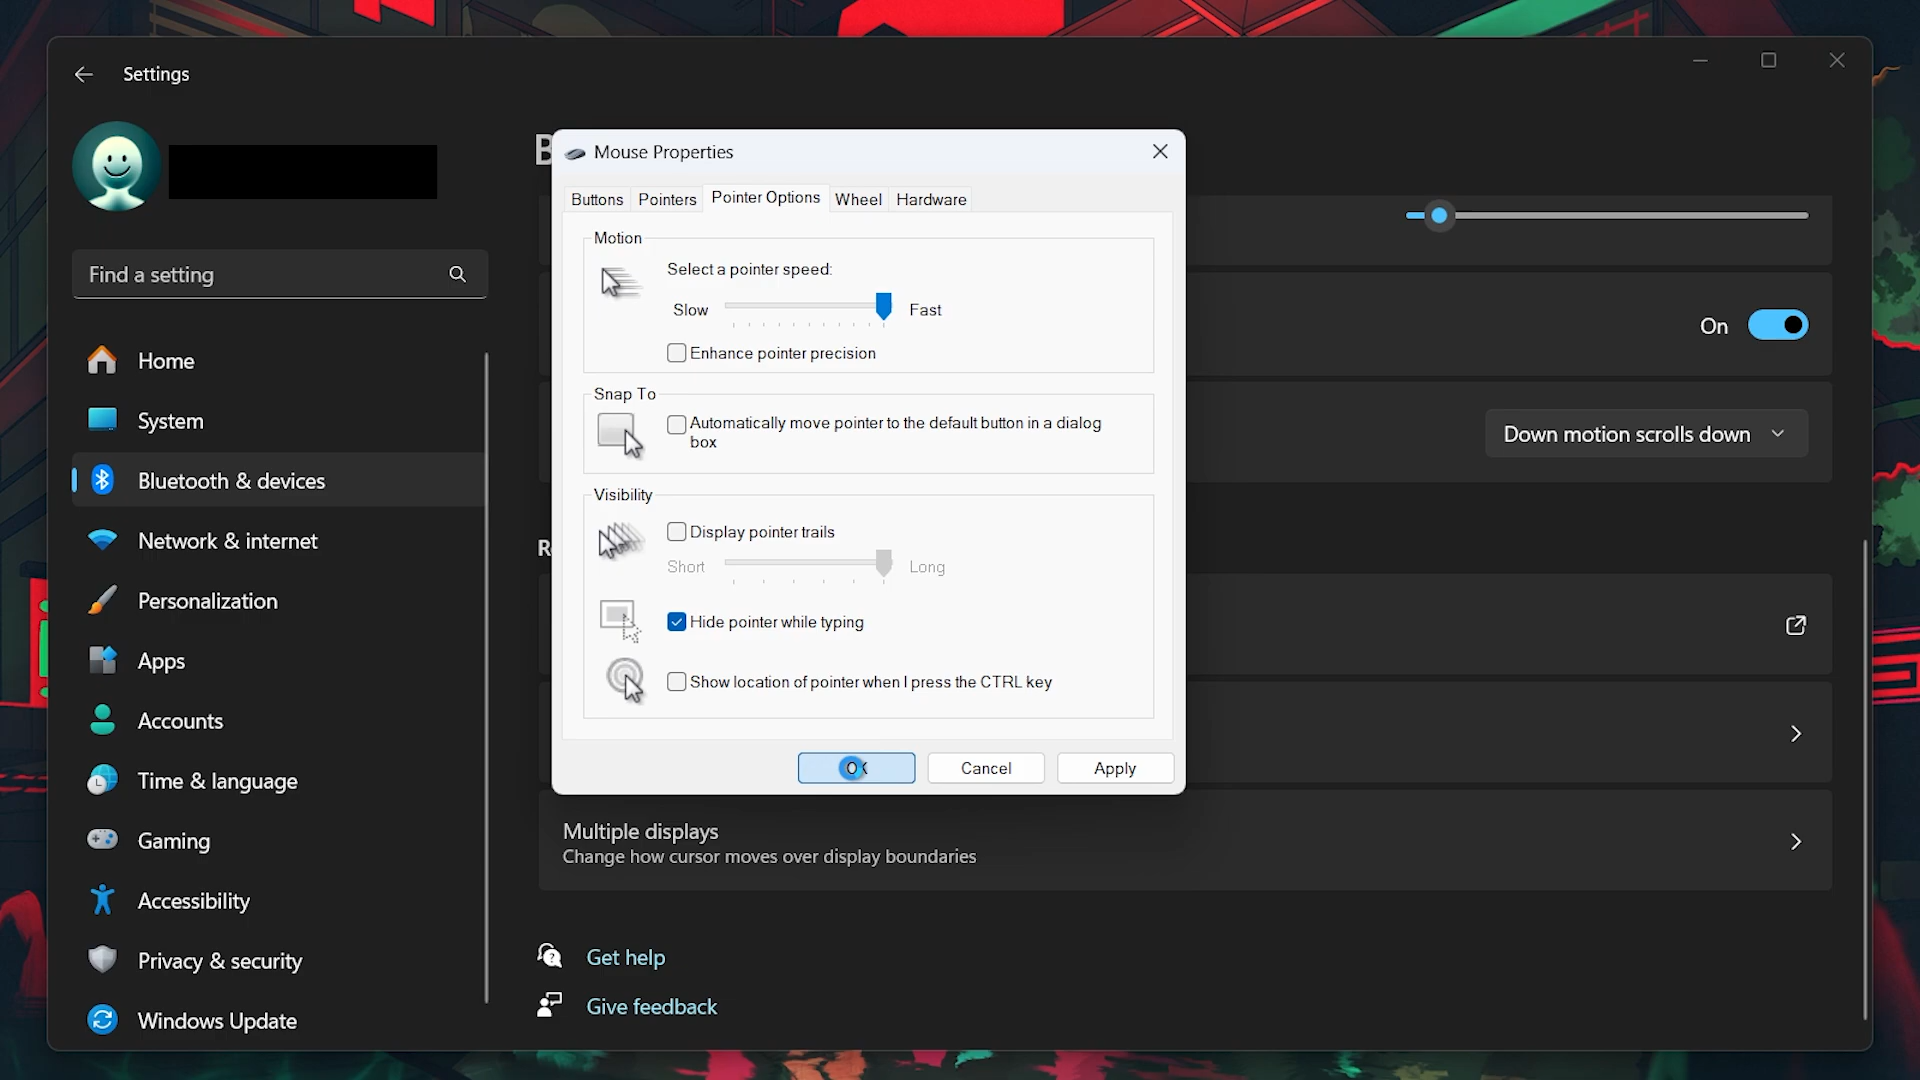 Settings
Find a setting
Home
System
Bluetooth & devices
Network & internet
Personalization
Apps
Accounts
Time & language
Gaming
Accessibility
Privacy & security
Windows Update
Mouse Properties
Buttons
Pointers
Pointer Options
Wheel
Hardware
Motion
Select a pointer speed:
Slow
Fast
Enhance pointer precision
Snap To
Automatically move pointer to the default button in a dialog
box
Visibility
Display pointer trails
Short
Long
Hide pointer while typing
Show location of pointer when I press the CTRL key
OK
Cancel
Apply
On
Down motion scrolls down
Multiple displays
Change how cursor moves over display boundaries
Get help
Give feedback